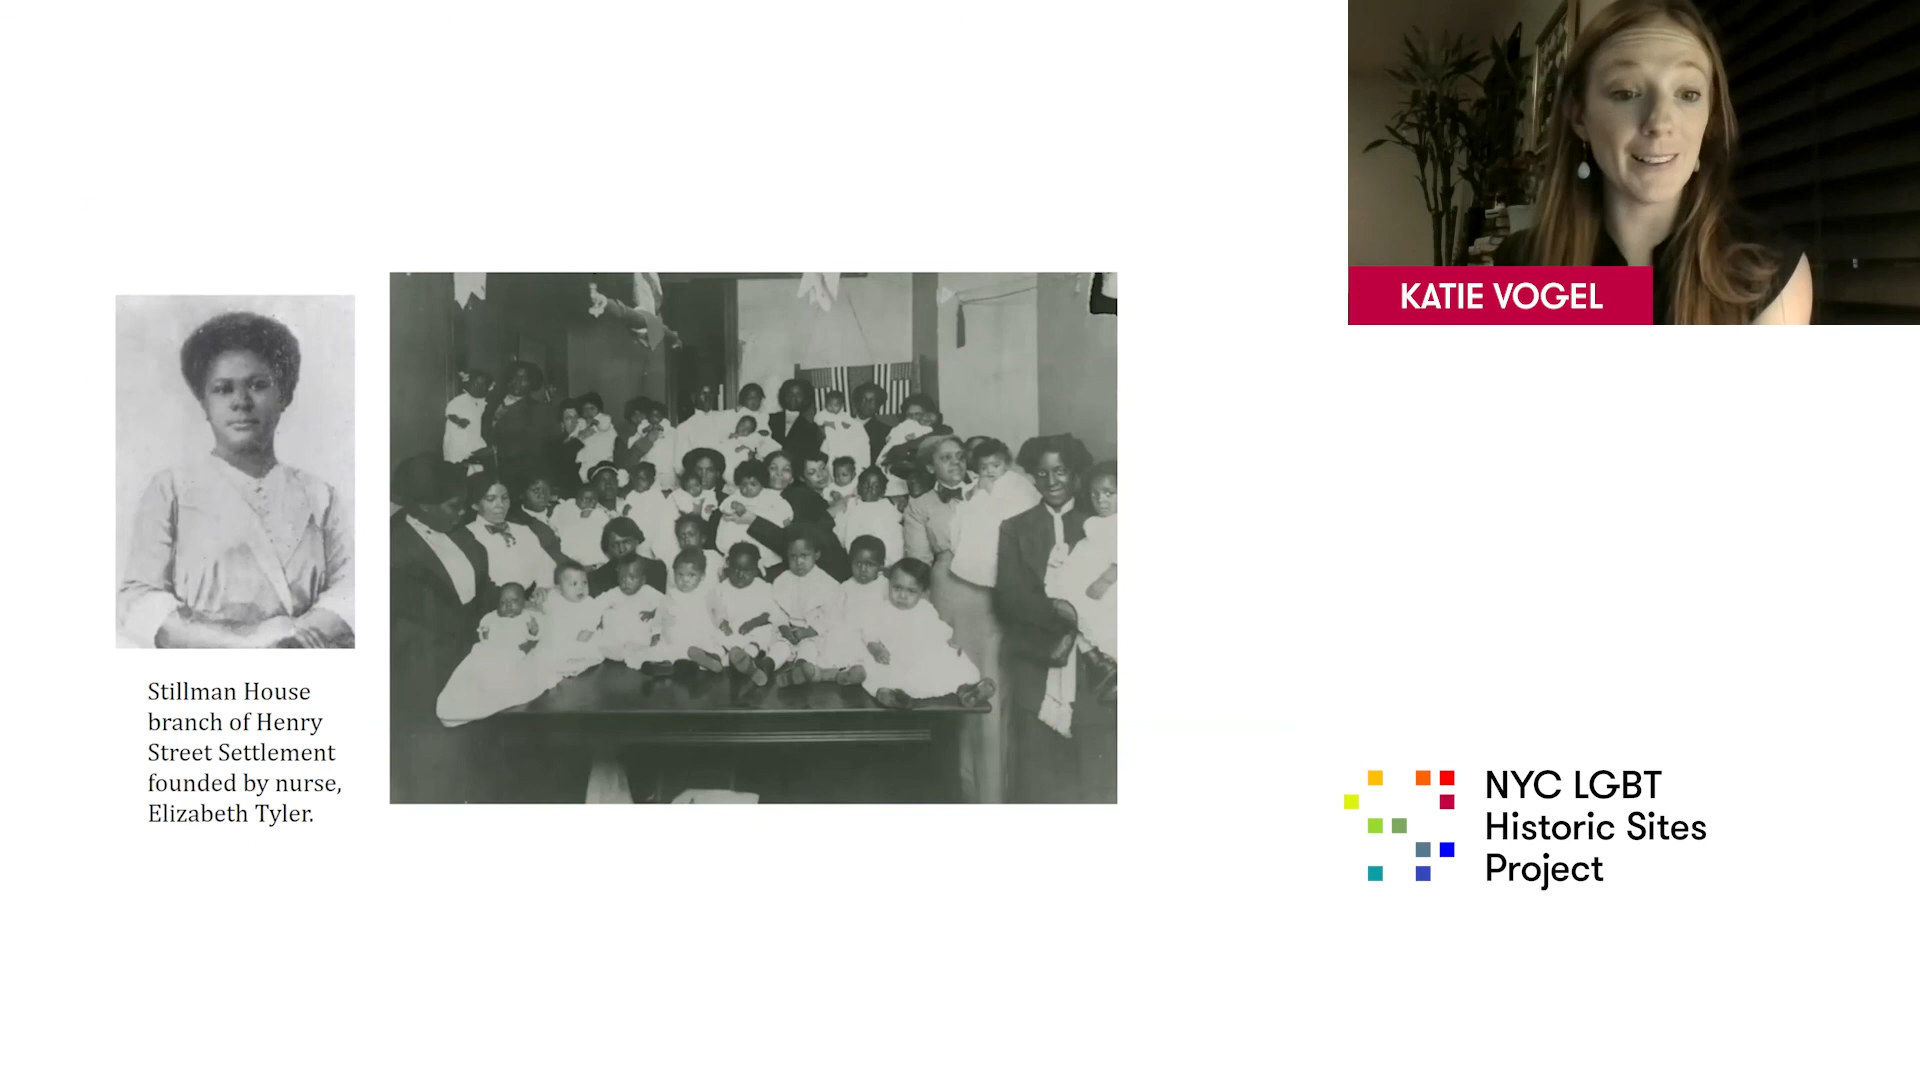 KATIE VOGEL
Stillman House
branch of Henry
Street Settlement
founded by nurse,
Elizabeth Tyler.
NYC LGBT
Historic Sites
Project